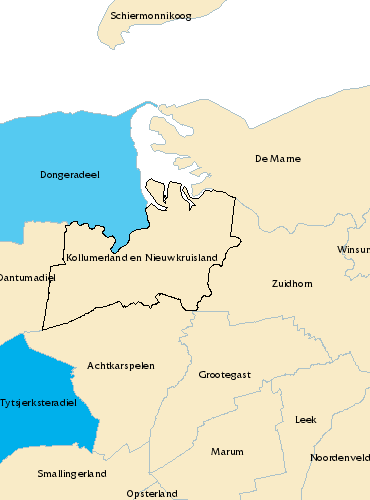 Schiermonnikoog
De Marne
Dongeradeel
Winsum
Kollumerland en Nieuwkruisland
Dantumadiel
Zuidhorn
Achtkarspelen
Grootegast
Tytsjerksteradiel
Leek
Marum
Noordenveld
Smallingerland
Opsterland